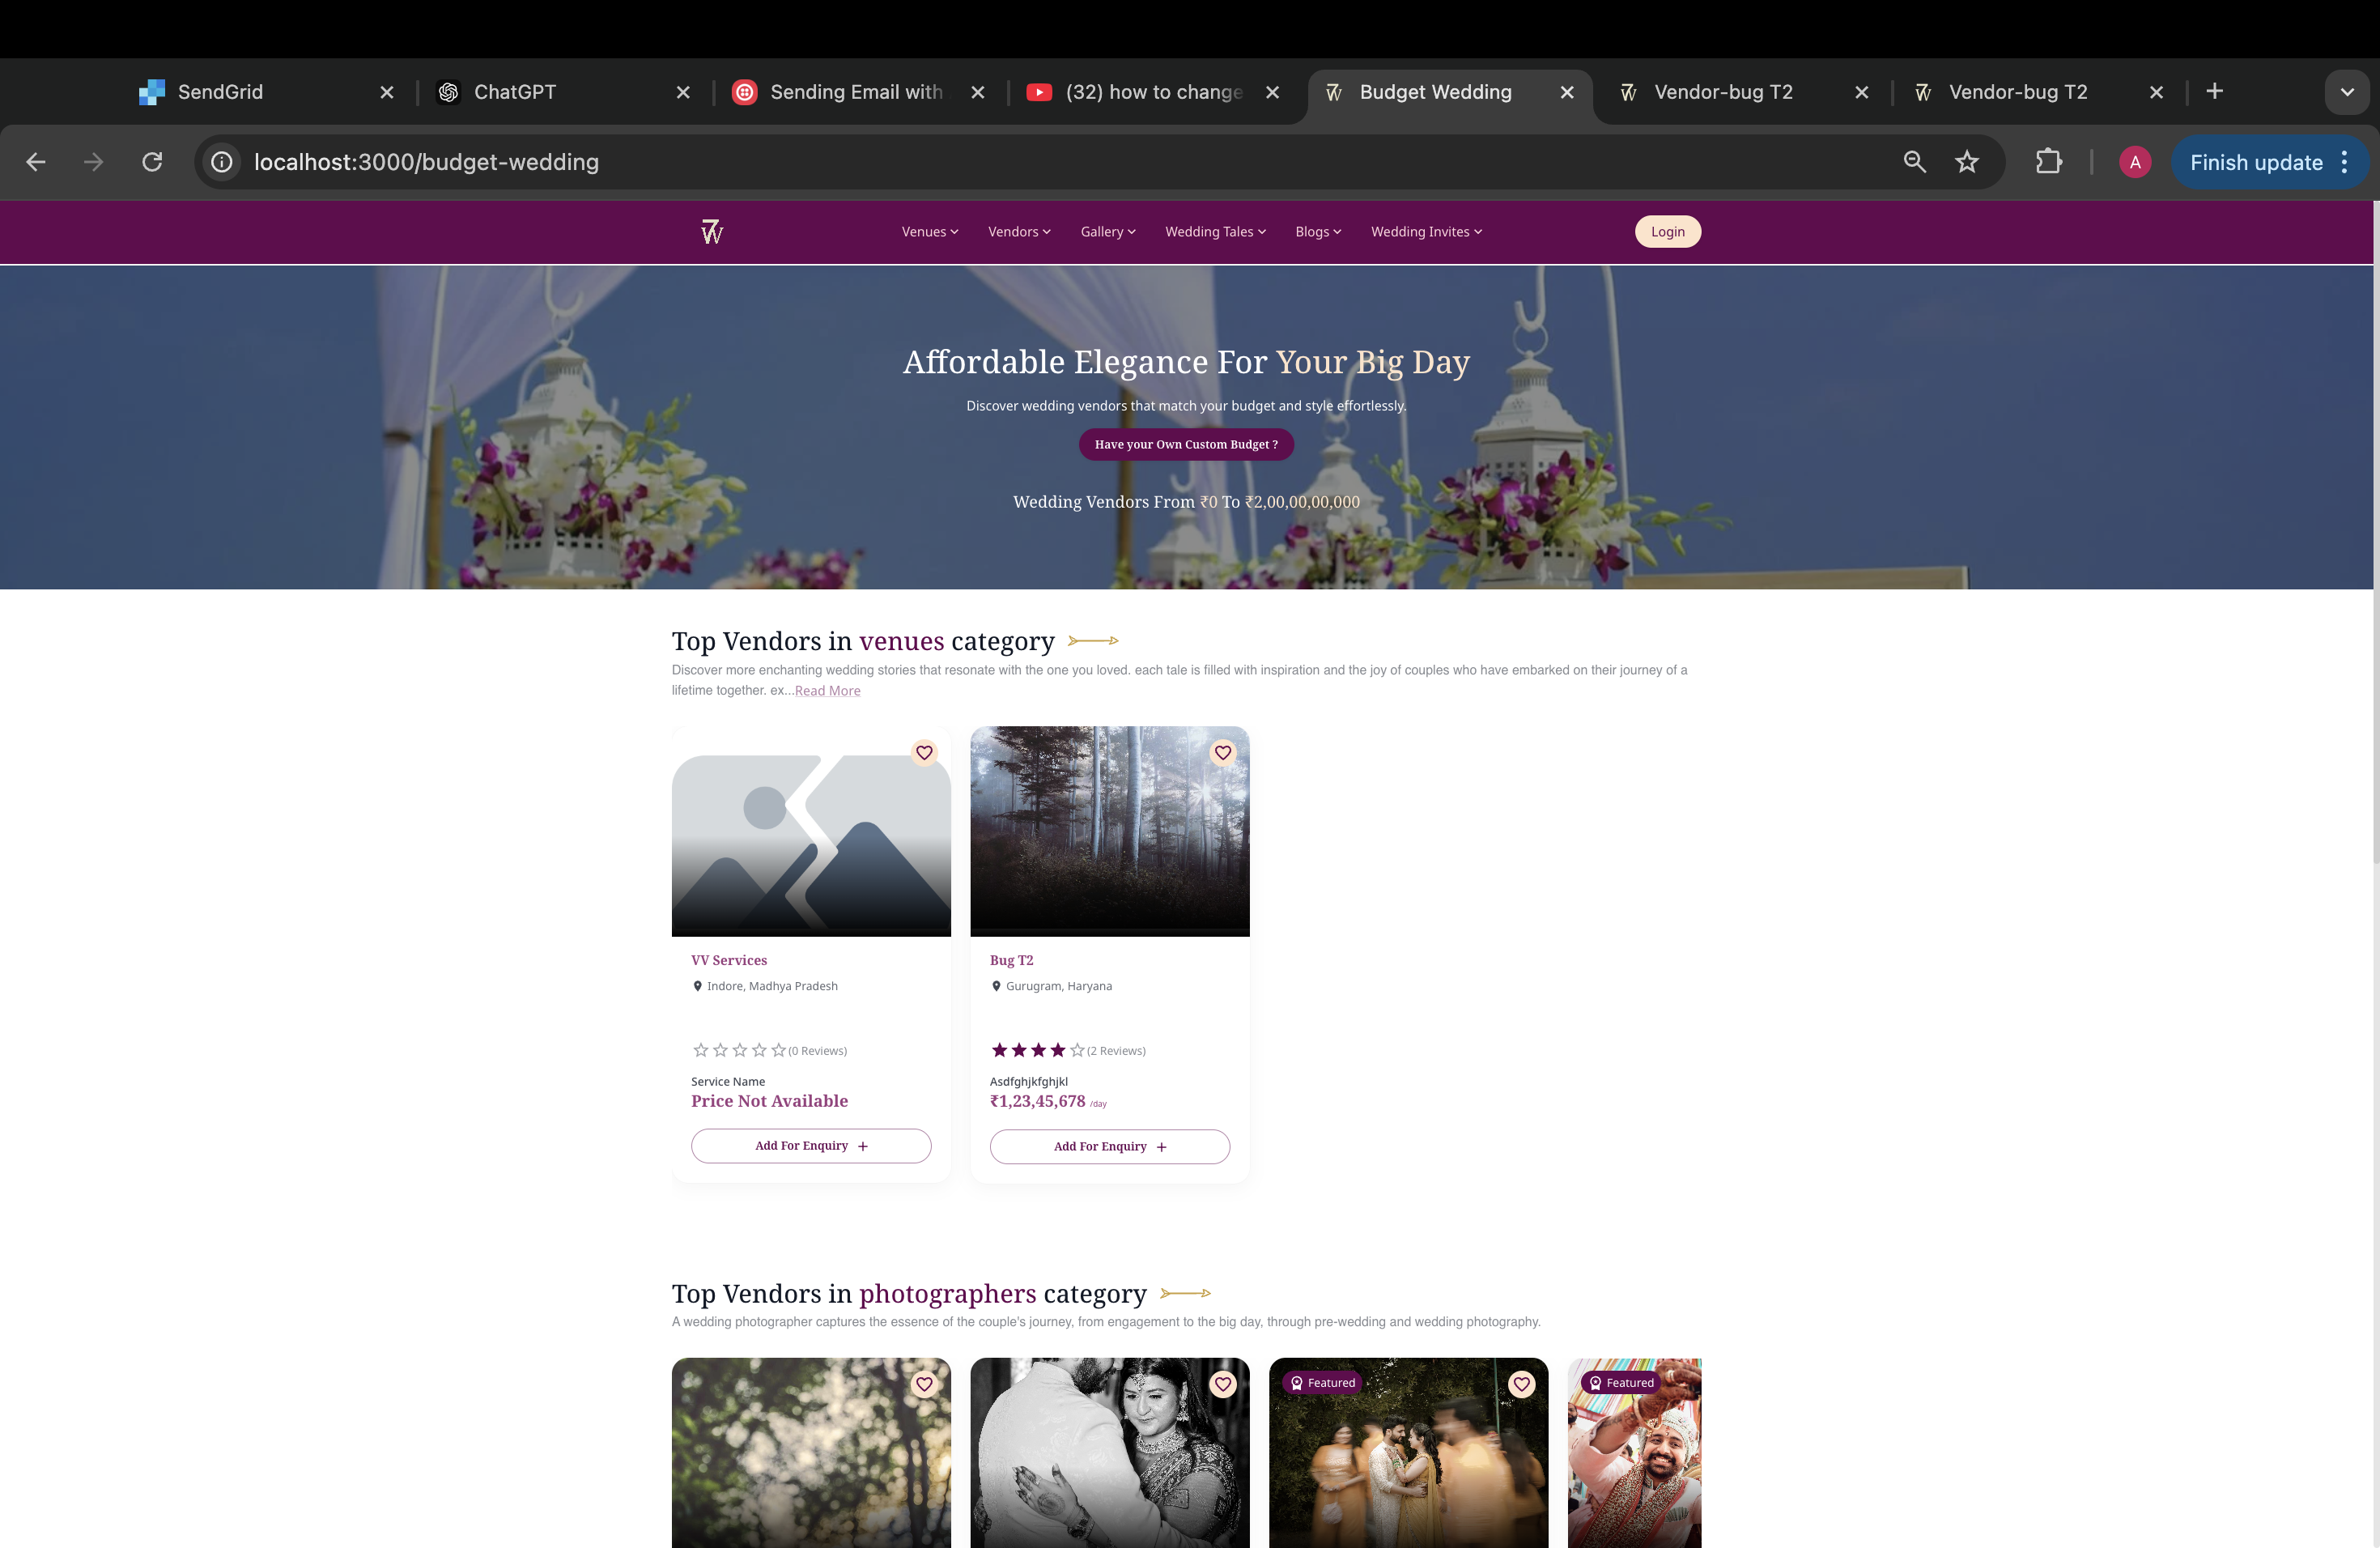 SendGrid
ChatGPT
Sending Email with
(32) how to change
Budget Wedding
Vendor-bug T2
Vendor-bug T2
localhost:3000/budget-wedding
A
Finish update
7W
Venues
Vendors
Gallery
Wedding Tales
Blogs
Wedding Invites
Login
Affordable Elegance For Your Big Day
Discover wedding vendors that match your budget and style effortlessly.
Have your Own Custom Budget ?
Wedding Vendors From ₹0 To ₹2,00,00,00,000
Top Vendors in venues category
Discover more enchanting wedding stories that resonate with the one you loved. each tale is filled with inspiration and the joy of couples who have embarked on their journey of a
lifetime together. ex...Read More
VV Services
Indore, Madhya Pradesh
(0 Reviews)
Service Name
Price Not Available
Add For Enquiry +
Bug T2
Gurugram, Haryana
(2 Reviews)
Asdfghjkfghjkl
₹1,23,45,678 /day
Add For Enquiry +
Top Vendors in photographers category
A wedding photographer captures the essence of the couple's journey, from engagement to the big day, through pre-wedding and wedding photography.
Featured
Featured